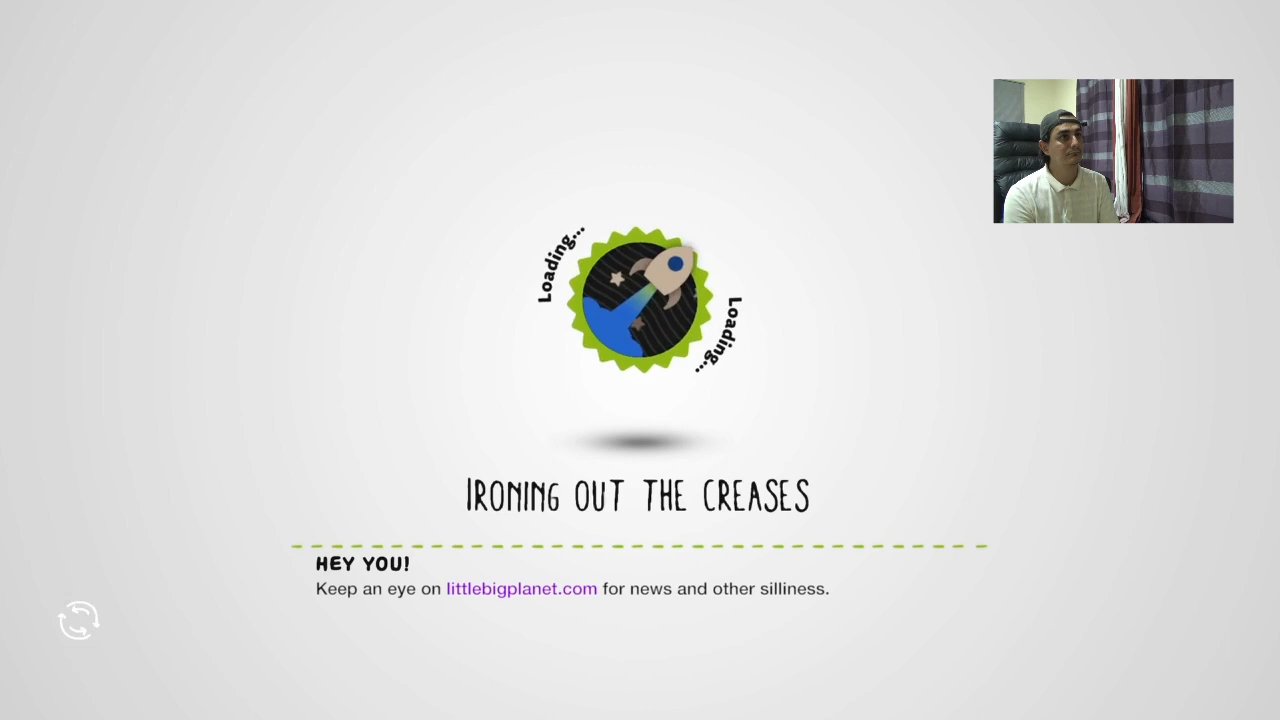 Loading...
Loading...
IRONING OUT THE CREASES
HEY YOU!
Keep an eye on littlebigplanet.com for news and other silliness.